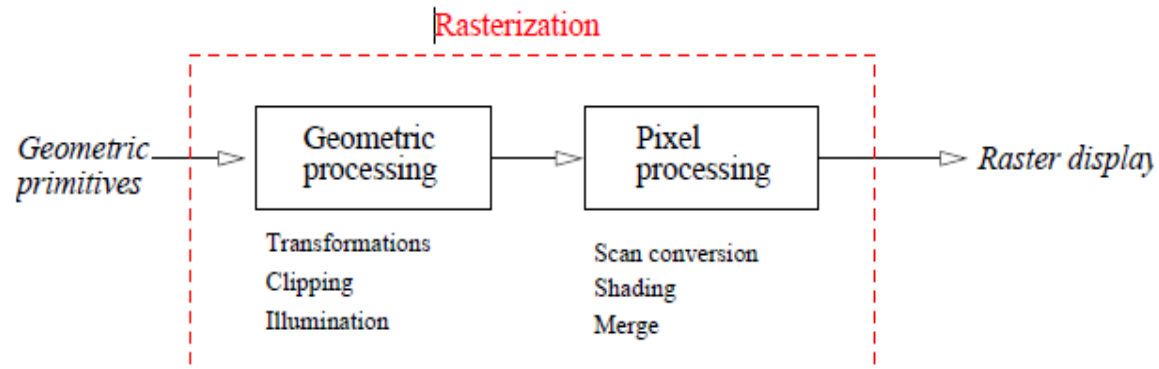 Rasterization
Geometric
primitives
Geometric
processing
Pixel
processing
Raster display
Transformations
Clipping
Illumination
Scan conversion
Shading
Merge